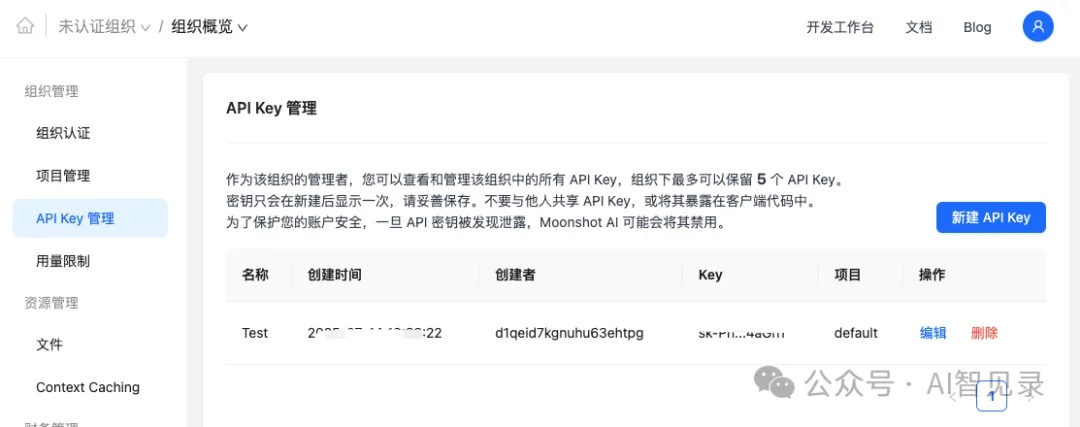 未认证组织 / 组织概览
开发工作台 文档 Blog
组织管理
组织认证
项目管理
API Key 管理
用量限制
资源管理
文件
Context Caching
API Key 管理
作为该组织的管理者，您可以查看和管理该组织中的所有 API Key，组织下最多可以保留 5 个 API Key。
密钥只会在新建后显示一次，请妥善保存。不要与他人共享 API Key，或将其暴露在客户端代码中。
为了保护您的账户安全，一旦 API 密钥被发现泄露，Moonshot AI 可能会将其禁用。
新建 API Key
名称 创建时间 创建者 Key 项目 操作
Test d1qeid7kgnuhu63ehtpg default 编辑 删除
公众号 · AI智见录
1